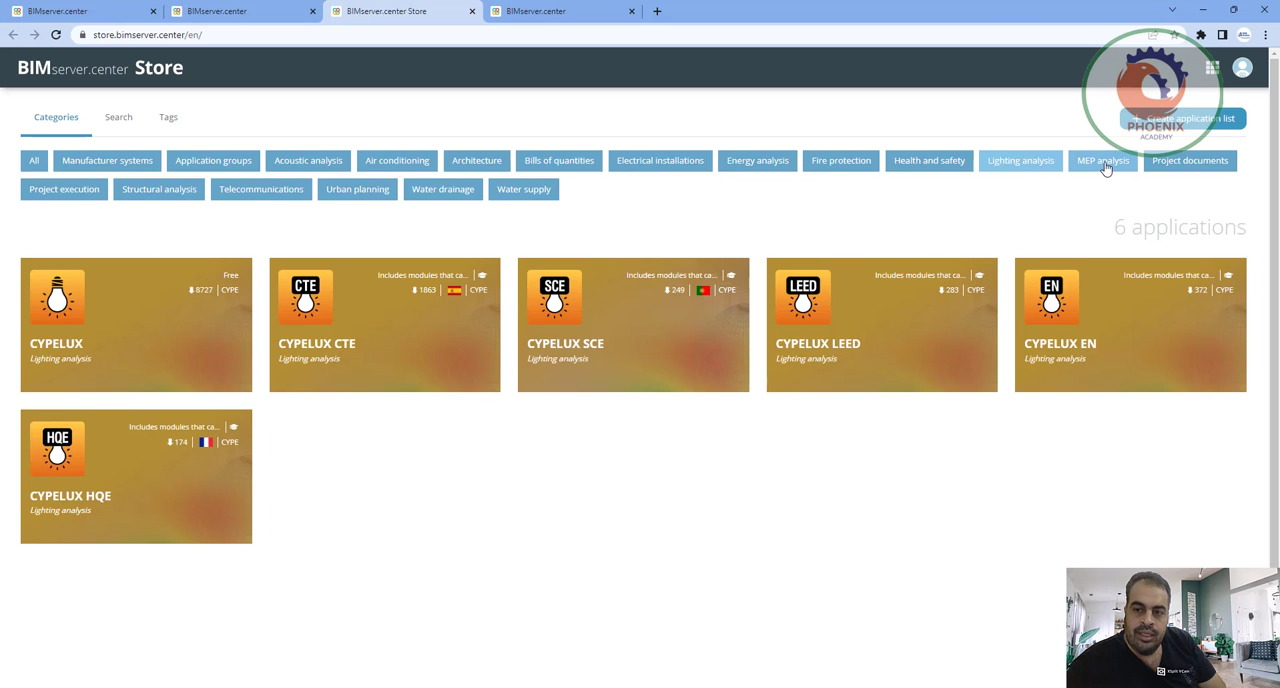 BIMserver.center
BIMserver.center
BIMserver.center Store
BIMserver.center
store.bimserver.center/en/
BIMserver.center Store
Categories
Search
Tags
+ Create application list
PHOENIX
ACADEMY
All
Manufacturer systems
Application groups
Acoustic analysis
Air conditioning
Architecture
Bills of quantities
Electrical installations
Energy analysis
Fire protection
Health and safety
Lighting analysis
MEP analysis
Project documents
Project execution
Structural analysis
Telecommunications
Urban planning
Water drainage
Water supply
6 applications
Free
8727 | CYPE
CYPELUX
Lighting analysis
Includes modules that ca...
CTE
1863 | CYPE
CYPELUX CTE
Lighting analysis
Includes modules that ca...
SCE
249 | CYPE
CYPELUX SCE
Lighting analysis
Includes modules that ca...
LEED
283 | CYPE
CYPELUX LEED
Lighting analysis
Includes modules that ca...
EN
372 | CYPE
CYPELUX EN
Lighting analysis
Includes modules that ca...
HQE
174 | CYPE
CYPELUX HQE
Lighting analysis
XSplit VCam